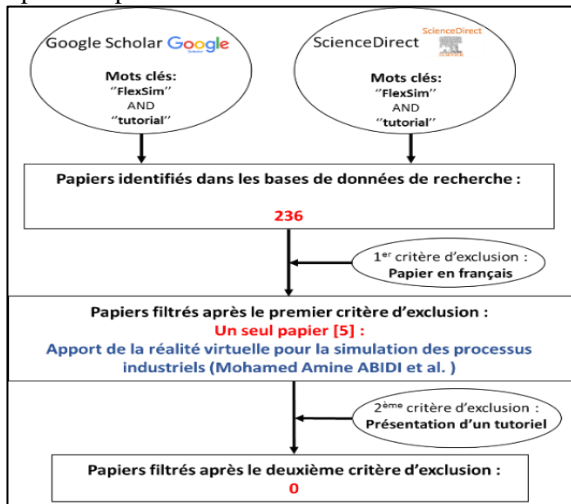 Google Scholar Google
Mots clés:
"FlexSim"
AND
"tutorial"
ScienceDirect
ScienceDirect
Mots clés:
"FlexSim"
AND
"tutorial"
Papiers identifiés dans les bases de données de recherche :
236
1er critère d'exclusion :
Papier en français
Papiers filtrés après le premier critère d'exclusion :
Un seul papier [5] :
Apport de la réalité virtuelle pour la simulation des processus
industriels (Mohamed Amine ABIDI et al. )
2ème critère d'exclusion :
Présentation d'un tutoriel
Papiers filtrés après le deuxième critère d'exclusion :
0